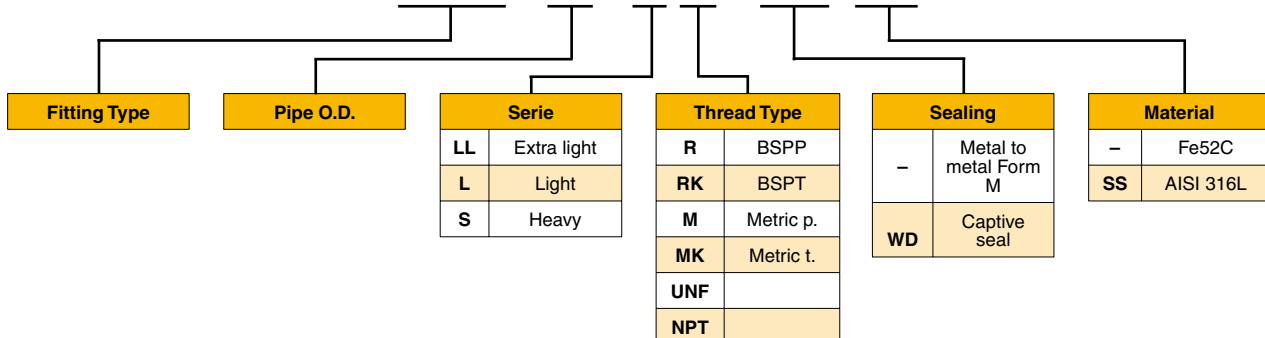 Fitting Type
Pipe O.D.
Serie
LL Extra light
L Light
S Heavy
Thread Type
R BSPP
RK BSPT
M Metric p.
MK Metric t.
UNF
NPT
Sealing
– Metal to
metal Form
M
WD Captive
seal
Material
– Fe52C
SS AISI 316L